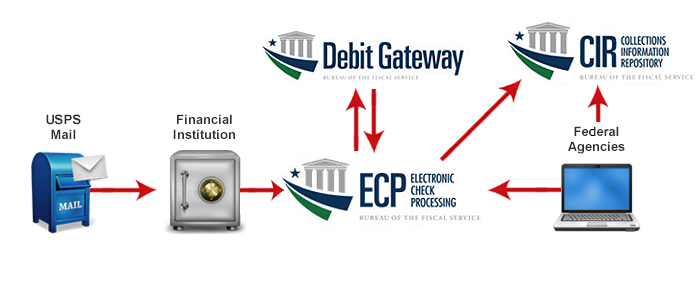 Debit Gateway
BUREAU OF THE FISCAL SERVICE
CIR COLLECTIONS
INFORMATION
REPOSITORY
BUREAU OF THE FISCAL SERVICE
USPS
Mail
Financial
Institution
Federal
Agencies
MAIL
ECP ELECTRONIC
CHECK
PROCESSING
BUREAU OF THE FISCAL SERVICE